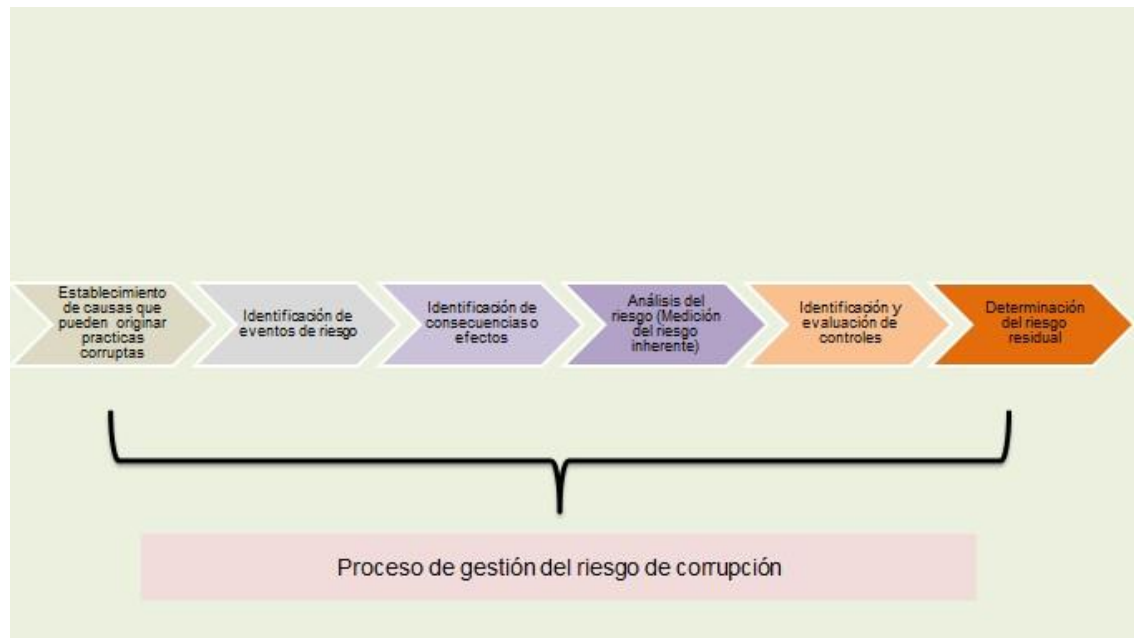 Establecimiento
de causas que
pueden originar
practicas
corruptas
Identificación de
eventos de riesgo
Identificación de
consecuencias o
efectos
Análisis del
riesgo (Medición
del riesgo
inherente)
Identificación y
evaluación de
controles
Determinación
del riesgo
residual
Proceso de gestión del riesgo de corrupción